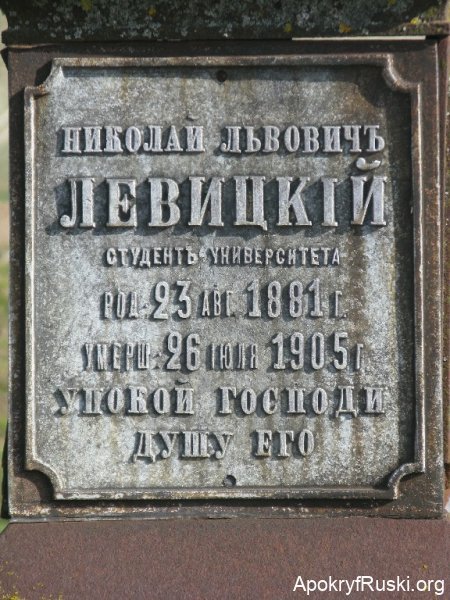 НИКОЛАЙ ЛЬВОВИЧЪ
ЛЕВИЦКІЙ
СТУДЕНТЪ УНИВЕРСИТЕТА
РОД. 23 АВГ. 1881 Г.
УМЕРШ. 26 ІЮЛЯ 1905 Г.
УПОКОЙ ГОСПОДИ
ДУШУ ЕГО
ApokryfRuski.org